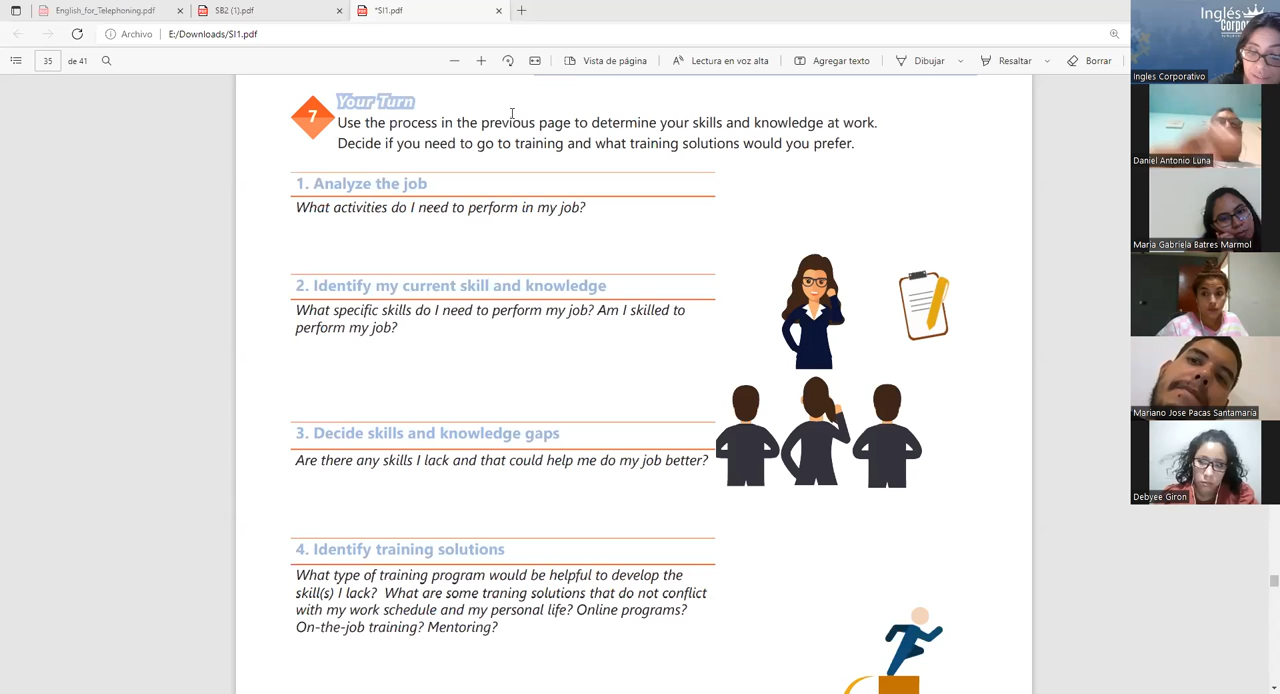 English_for_Telephoning.pdf
SB2 (1).pdf
*SI1.pdf
Archivo
E:/Downloads/SI1.pdf
35
de 41
Vista de página
Lectura en voz alta
Agregar texto
Dibujar
Resaltar
Borrar
Your Turn
7
Use the process in the previous page to determine your skills and knowledge at work.
Decide if you need to go to training and what training solutions would you prefer.
1. Analyze the job
What activities do I need to perform in my job?
2. Identify my current skill and knowledge
What specific skills do I need to perform my job? Am I skilled to
perform my job?
3. Decide skills and knowledge gaps
Are there any skills I lack and that could help me do my job better?
4. Identify training solutions
What type of training program would be helpful to develop the
skill(s) I lack? What are some traning solutions that do not conflict
with my work schedule and my personal life? Online programs?
On-the-job training? Mentoring?
Inglés
Ingles Corporativo
Daniel Antonio Luna
Maria Gabriela Batres Marmol
Mariano Jose Pacas Santamaría
Debyee Giron